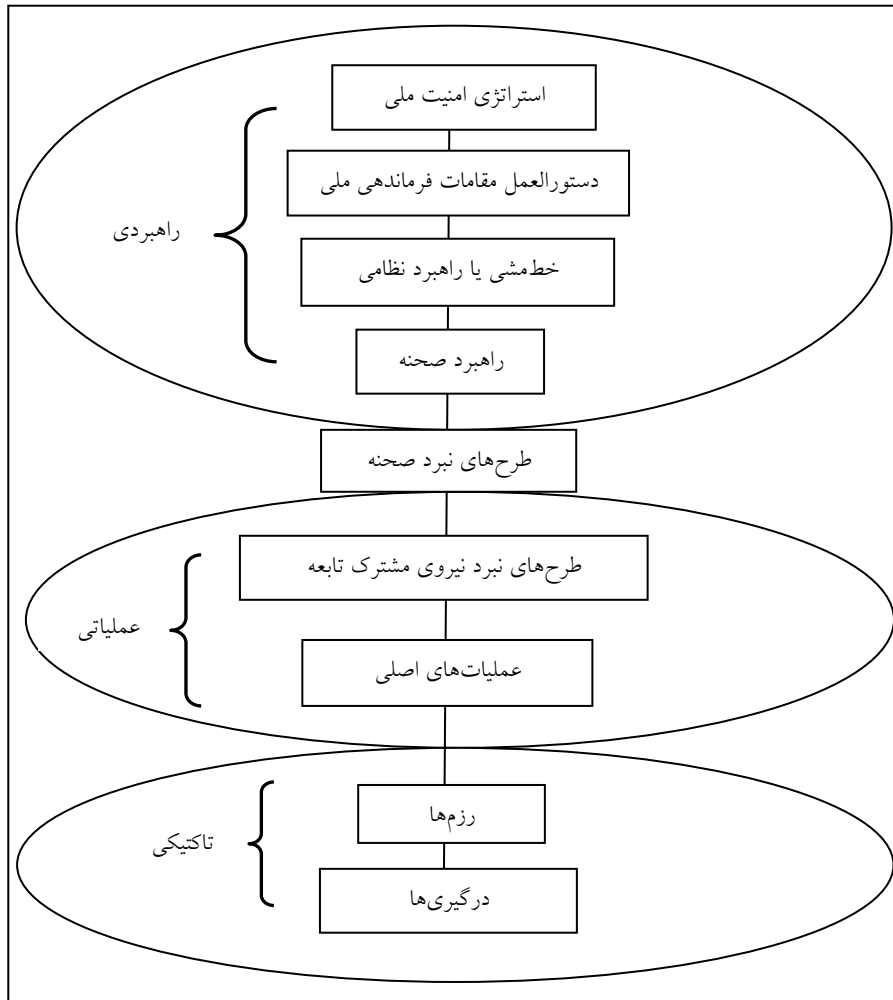 استراتژی امنیت ملی
دستورالعمل مقامات فرماندهی ملی
راهبردی
خط‌مشی یا راهبرد نظامی
راهبرد صحنه
طرح‌های نبرد صحنه
طرح‌های نبرد نیروی مشترک تابعه
عملیاتی
عملیات‌های اصلی
رزم‌ها
تاکتیکی
درگیری‌ها